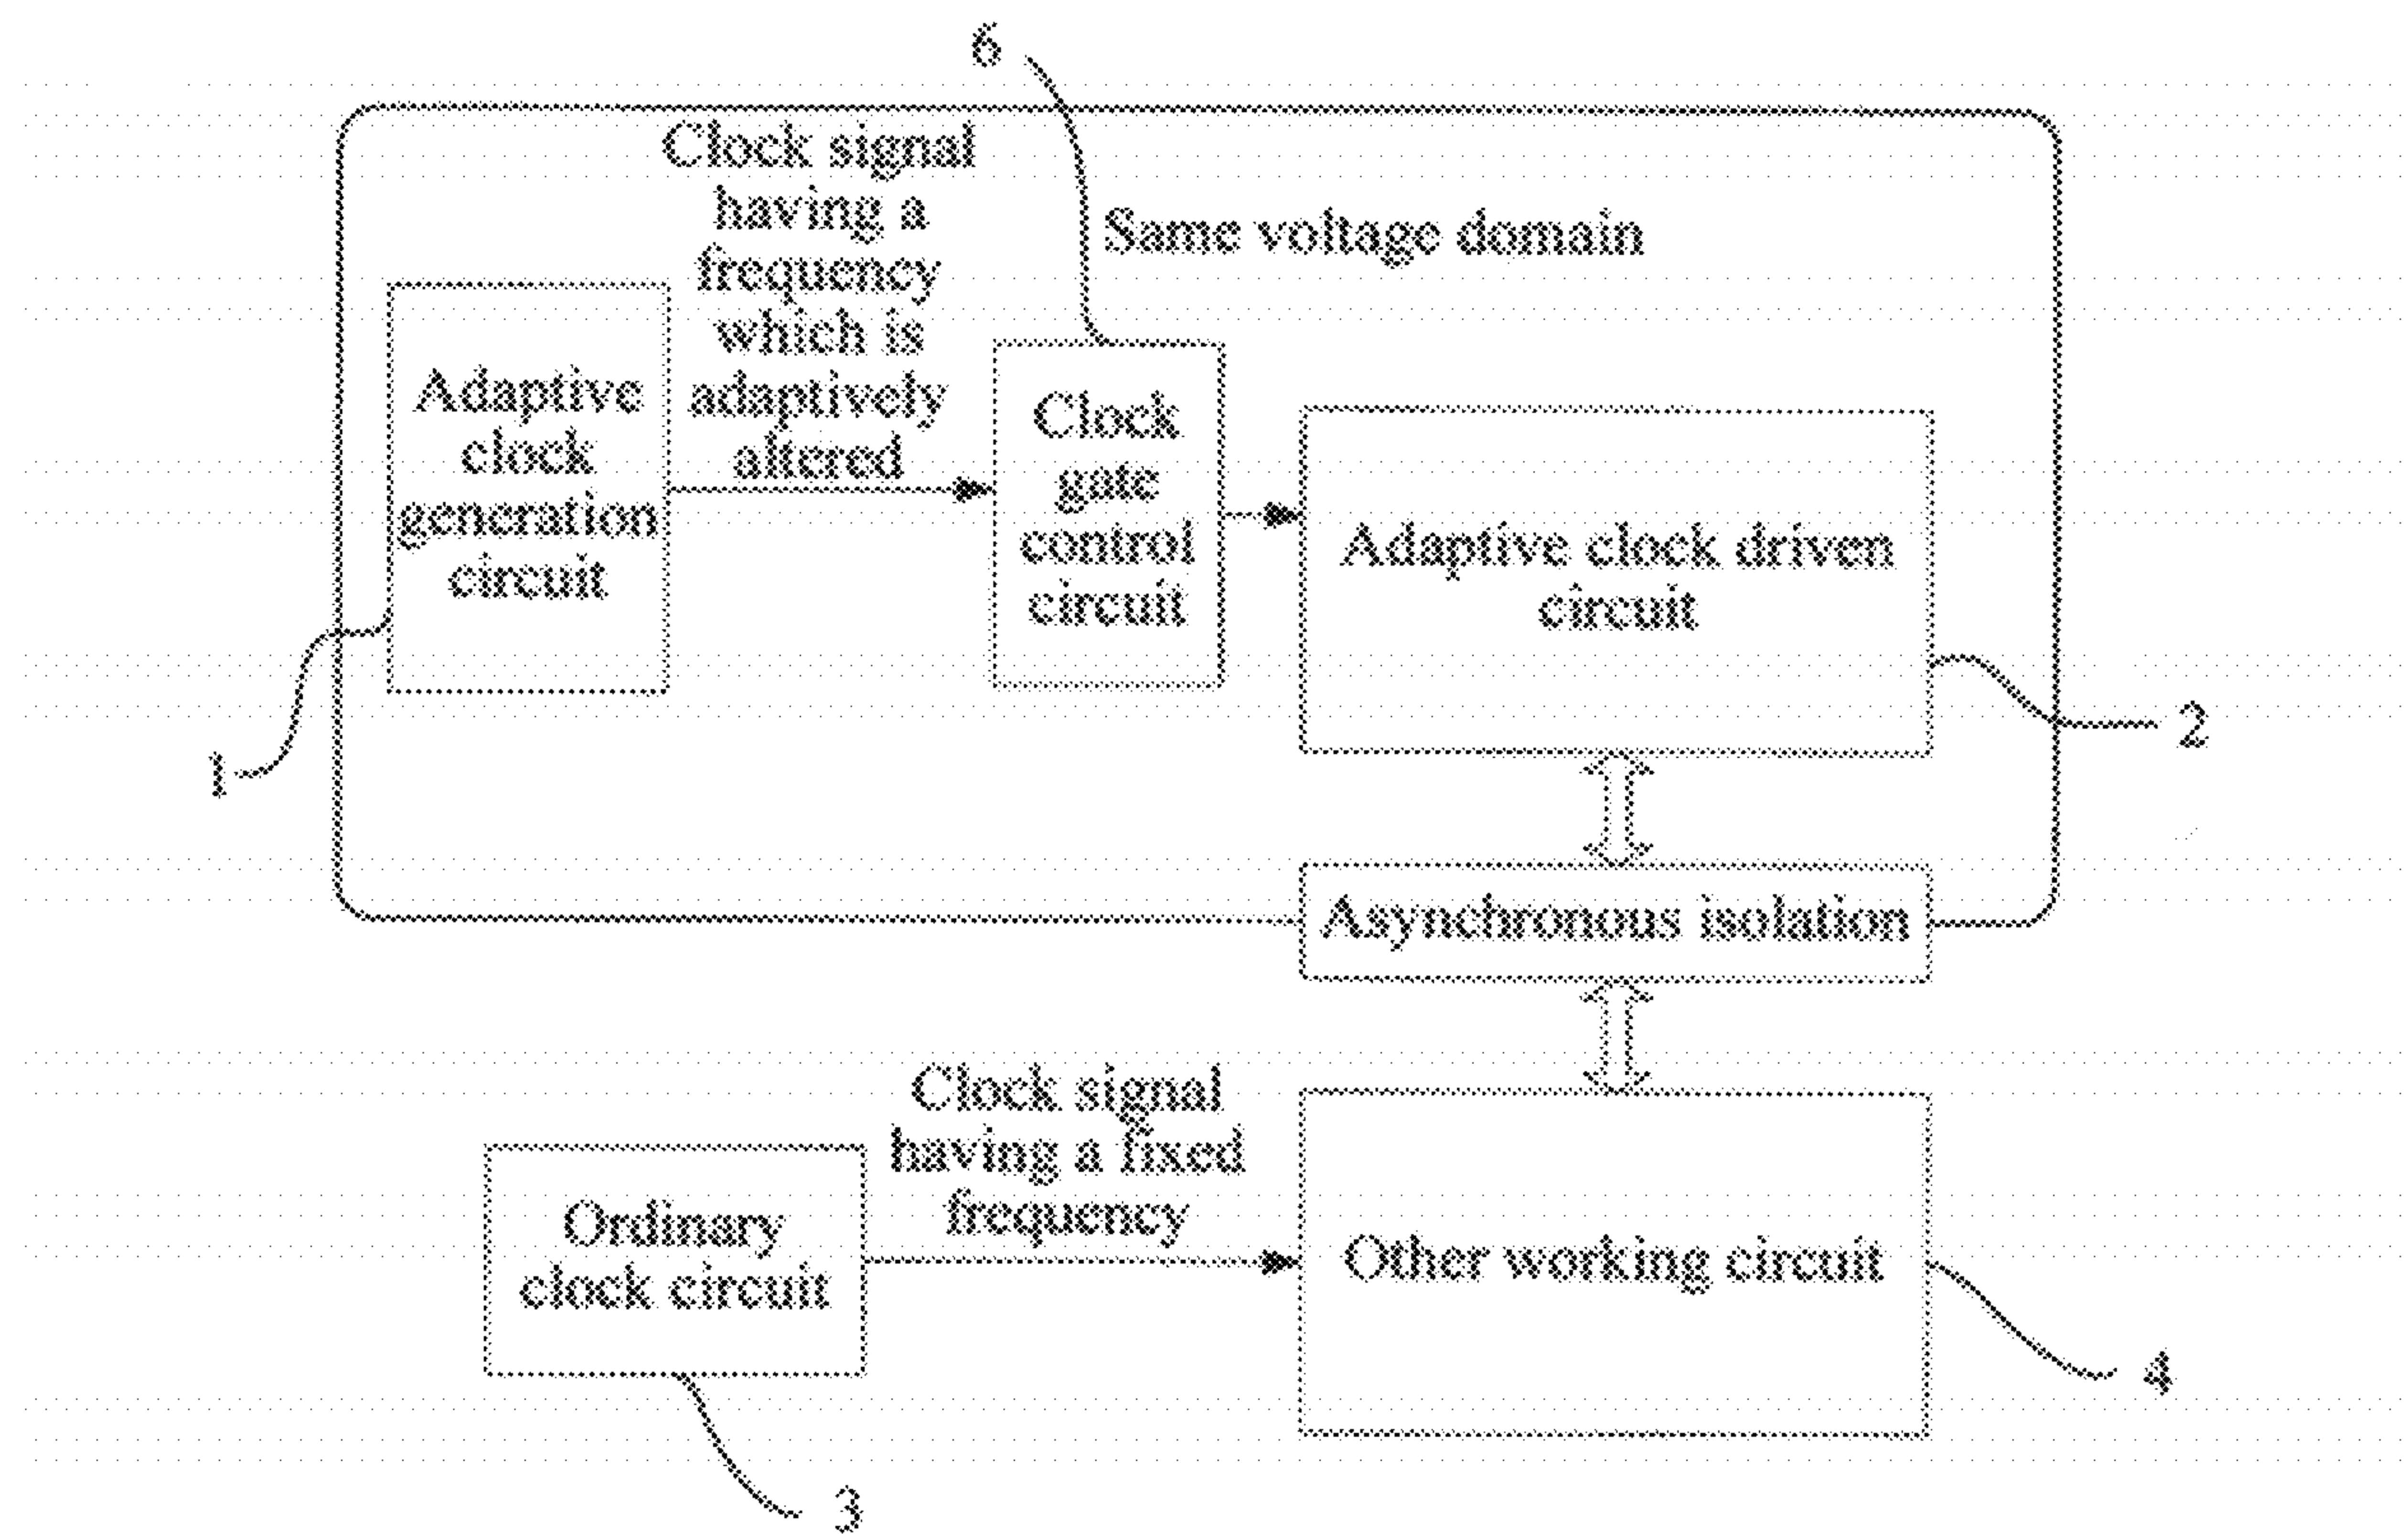 6
Clock signal
having a
frequency
which is
adaptively
altered
Same voltage domain
Adaptive
clock
generation
circuit
Clock
gate
control
circuit
Adaptive clock driven
circuit
1
2
Asynchronous isolation
Clock signal
having a fixed
frequency
Ordinary
clock circuit
Other working circuit
3
4